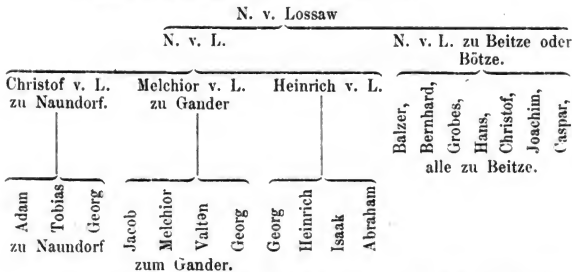 N. v. Lossaw
N. v. L.
N. v. L. zu Beitze oder
Bötze.
Christof v. L.
zu Naundorf.
Melchior v. L.
zu Gander
Heinrich v. L.
Balzer,
Bernhard,
Grobes,
Hans,
Christof,
Joachim,
Caspar,
alle zu Beitze.
Adam
Tobias
Georg
zu Naundorf
Jacob
Melchior
Valtən
Georg
zum Gander.
Georg
Heinrich
Isaak
Abraham